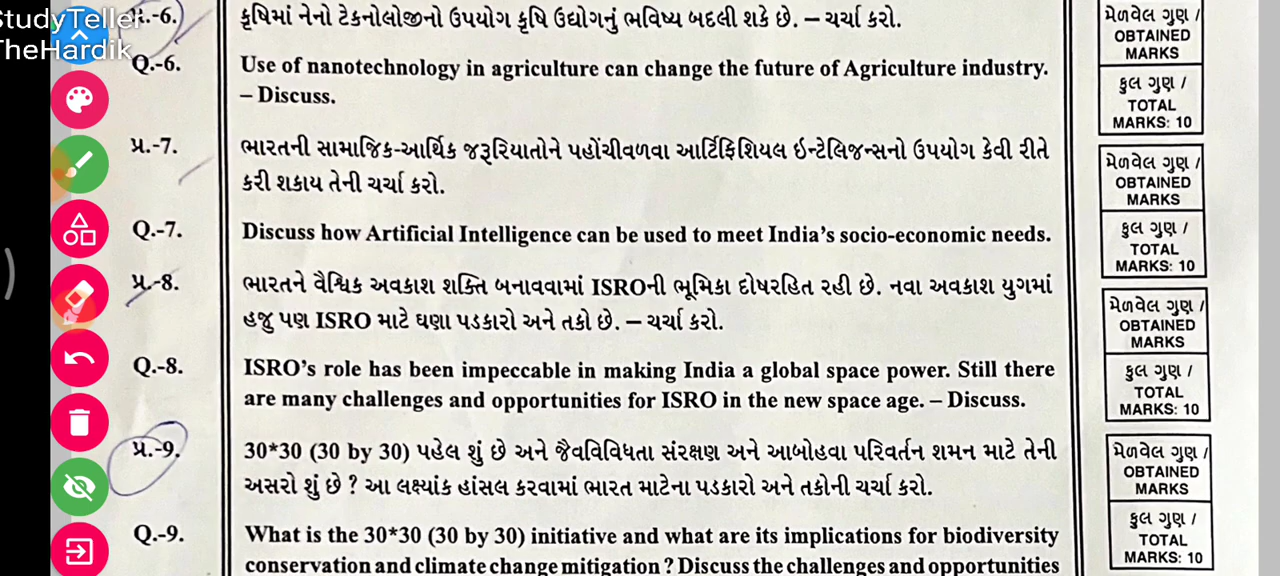 StudyTeller
TheHardik
પ્ર.-6. કૃષિમાં નેનો ટેકનોલોજીનો ઉપયોગ કૃષિ ઉદ્યોગનું ભવિષ્ય બદલી શકે છે. – ચર્ચા કરો.
Q.-6. Use of nanotechnology in agriculture can change the future of Agriculture industry.
– Discuss.
મેળવેલ ગુણ /
OBTAINED
MARKS
કુલ ગુણ /
TOTAL
MARKS: 10
પ્ર.-7. ભારતની સામાજિક-આર્થિક જરૂરિયાતોને પહોંચીવળવા આર્ટિફિશિયલ ઇન્ટેલિજન્સનો ઉપયોગ કેવી રીતે
કરી શકાય તેની ચર્ચા કરો.
Q.-7. Discuss how Artificial Intelligence can be used to meet India’s socio-economic needs.
મેળવેલ ગુણ /
OBTAINED
MARKS
કુલ ગુણ /
TOTAL
MARKS: 10
પ્ર.-8. ભારતને વૈશ્વિક અવકાશ શક્તિ બનાવવામાં ISROની ભૂમિકા દોષરહિત રહી છે. નવા અવકાશ યુગમાં
હજુ પણ ISRO માટે ઘણા પડકારો અને તકો છે. – ચર્ચા કરો.
Q.-8. ISRO’s role has been impeccable in making India a global space power. Still there
are many challenges and opportunities for ISRO in the new space age. – Discuss.
મેળવેલ ગુણ /
OBTAINED
MARKS
કુલ ગુણ /
TOTAL
MARKS: 10
પ્ર.-9. 30*30 (30 by 30) પહેલ શું છે અને જૈવવિવિધતા સંરક્ષણ અને આબોહવા પરિવર્તન શમન માટે તેની
અસરો શું છે ? આ લક્ષ્યાંક હાંસલ કરવામાં ભારત માટેના પડકારો અને તકોની ચર્ચા કરો.
Q.-9. What is the 30*30 (30 by 30) initiative and what are its implications for biodiversity
conservation and climate change mitigation ? Discuss the challenges and opportunities
મેળવેલ ગુણ /
OBTAINED
MARKS
કુલ ગુણ /
TOTAL
MARKS: 10